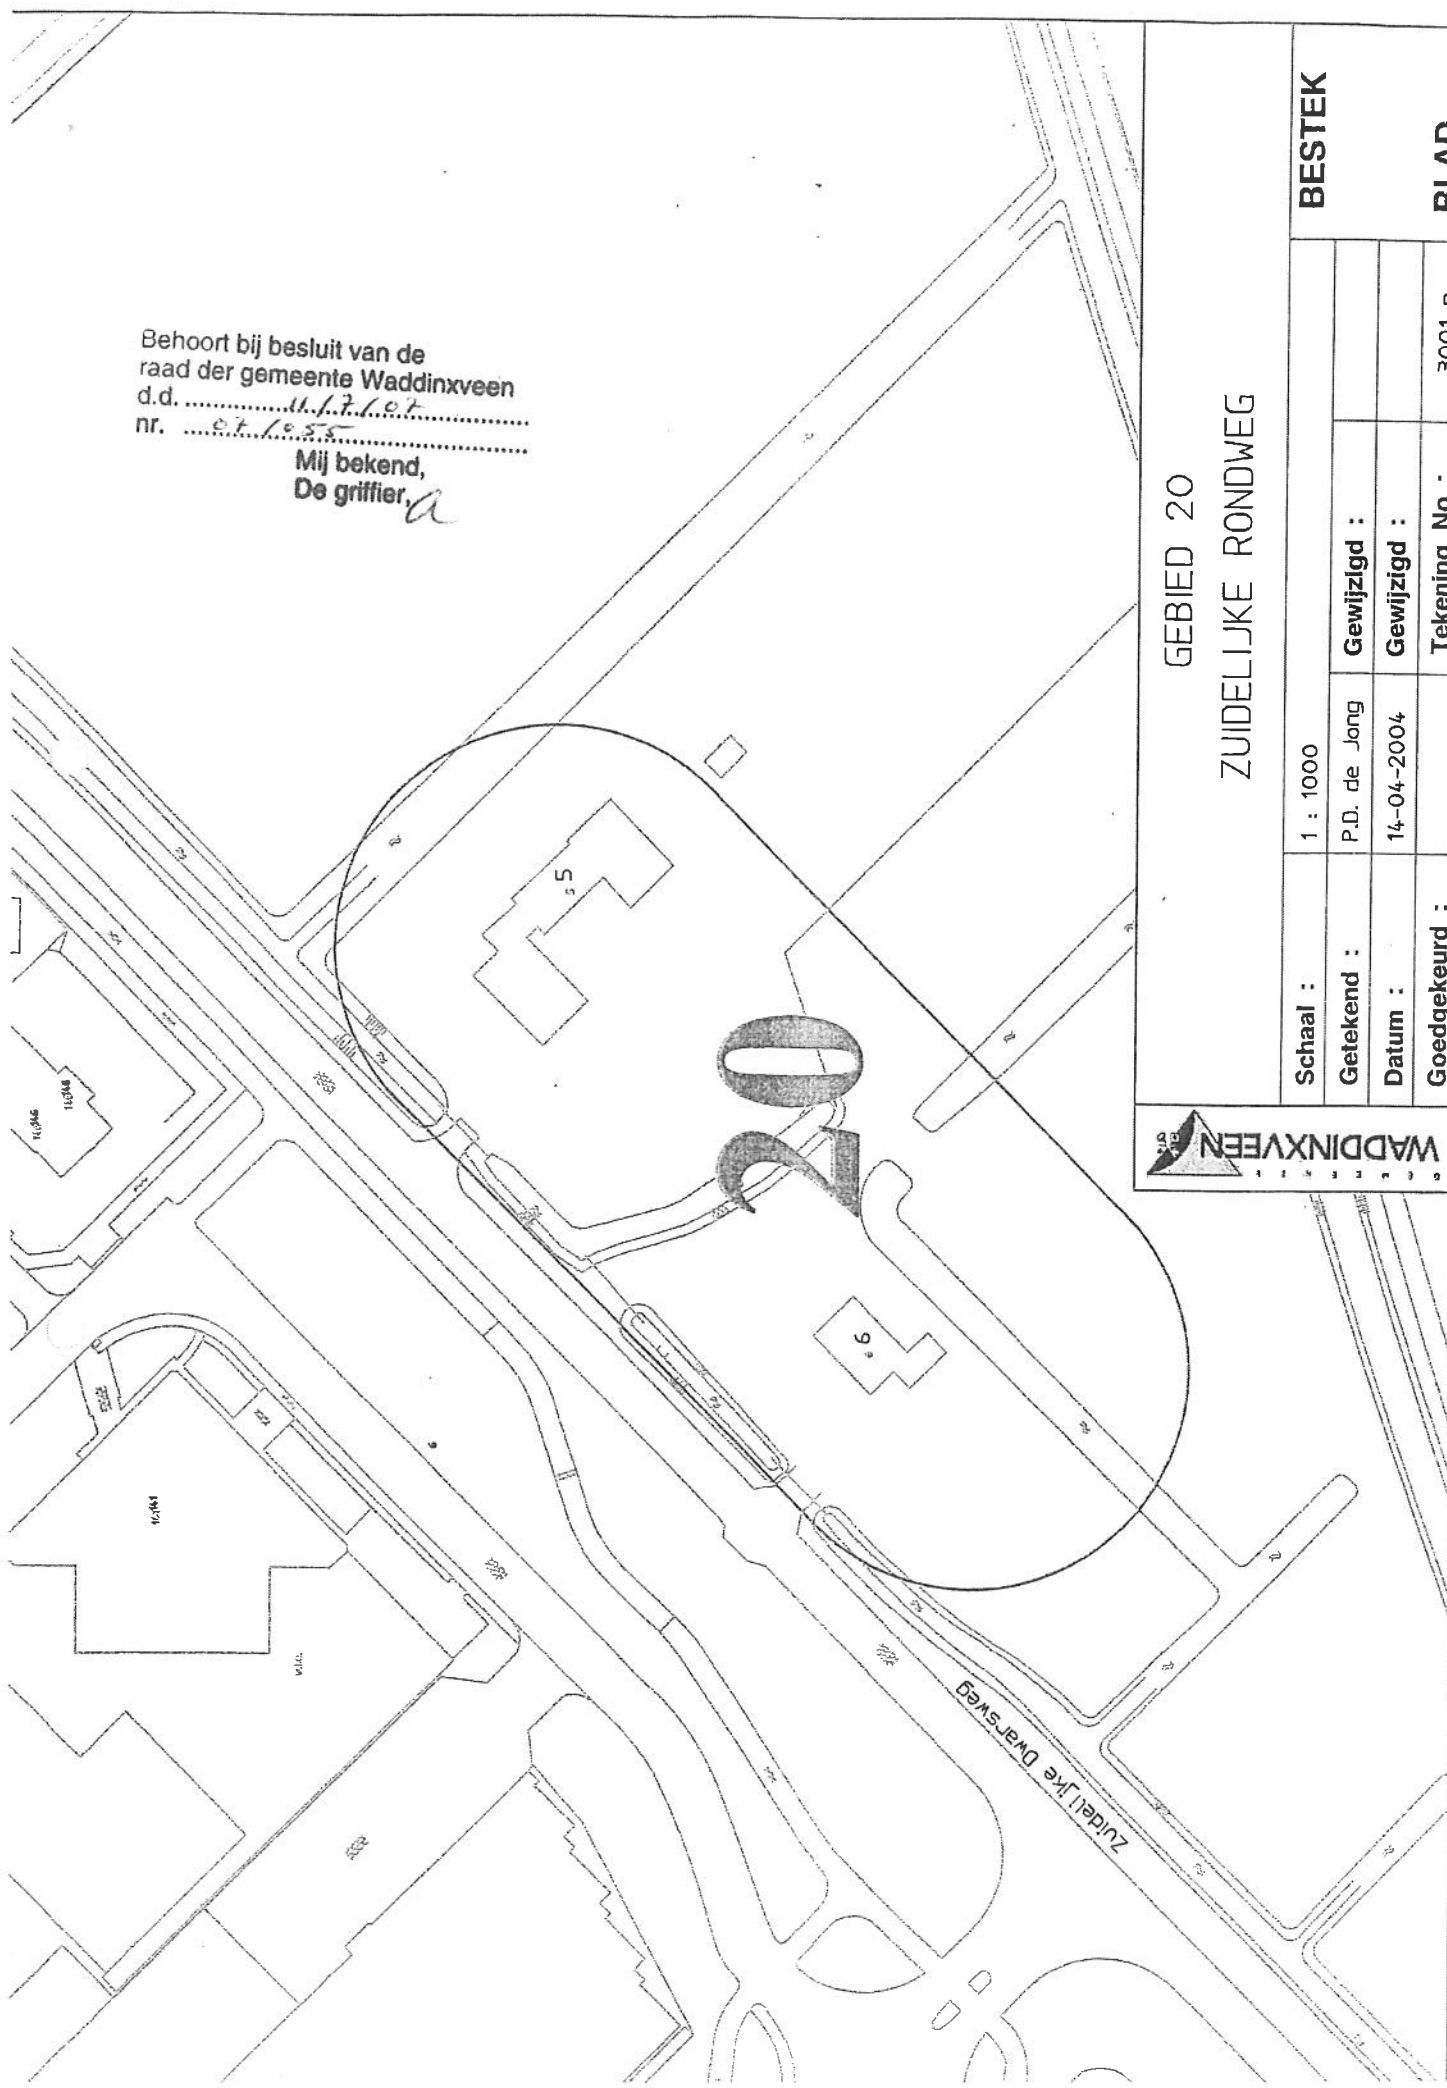 Behoort bij besluit van de
raad der gemeente Waddinxveen
d.d. 11/7/07
nr. 07/055
Mij bekend,
De griffier,
5
20
6
Zuidelijke Dwarsweg
GEBIED 20
ZUIDELIJKE RONDWEG
WADDINXVEEN
Schaal : 1 : 1000
BESTEK
Getekend : P.D. de Jong Gewijzigd :
Datum : 14-04-2004 Gewijzigd :
Goedgekeurd : Tekening No :
BLAD